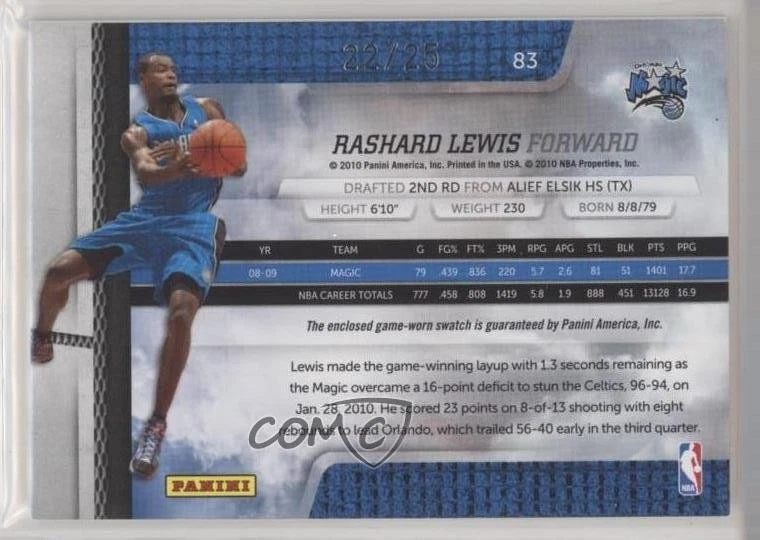 22/25
83
Orlando
Magic
RASHARD LEWIS FORWARD
© 2010 Panini America, Inc. Printed in the USA. © 2010 NBA Properties, Inc.
DRAFTED 2ND RD FROM ALIEF ELSIK HS (TX)
HEIGHT 6'10" WEIGHT 230 BORN 8/8/79
YR TEAM G FG% FT% 3PM RPG APG STL BLK PTS PPG
08-09 MAGIC 79 .439 .836 220 5.7 2.6 81 51 1401 17.7
NBA CAREER TOTALS 777 .458 .808 1419 5.8 1.9 888 451 13128 16.9
The enclosed game-worn swatch is guaranteed by Panini America, Inc.
Lewis made the game-winning layup with 1.3 seconds remaining as
the Magic overcame a 16-point deficit to stun the Celtics, 96-94, on
Jan. 28, 2010. He scored 23 points on 8-of-13 shooting with eight
rebounds to lead Orlando, which trailed 56-40 early in the third quarter.
COMC
PANINI
NBA